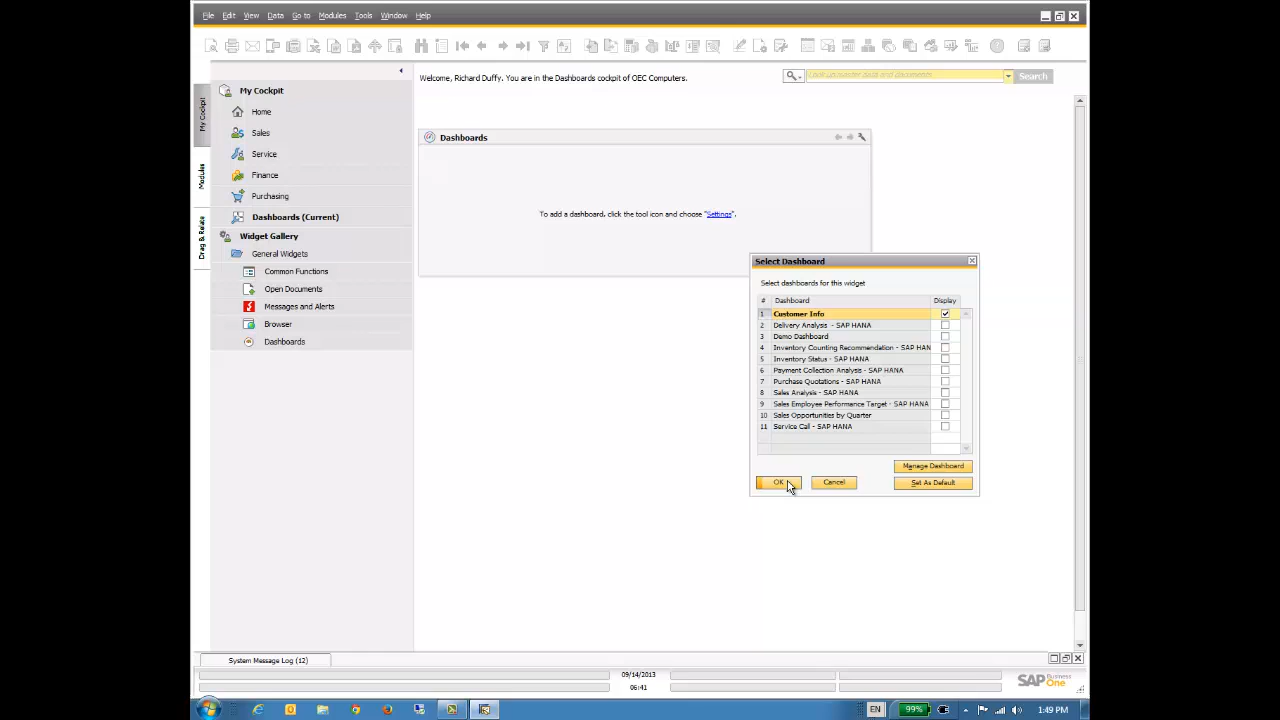 File Edit View Data Go to Modules Tools Window Help
Welcome, Richard Duffy. You are in the Dashboards cockpit of OEC Computers.
Search
My Cockpit
Modules
Drag & Relate
My Cockpit
Home
Sales
Service
Finance
Purchasing
Dashboards (Current)
Widget Gallery
General Widgets
Common Functions
Open Documents
Messages and Alerts
Browser
Dashboards
Dashboards
To add a dashboard, click the tool icon and choose "Settings".
Select Dashboard
Select dashboards for this widget
# Dashboard Display
1 Customer Info
2 Delivery Analysis - SAP HANA
3 Demo Dashboard
4 Inventory Counting Recommendation - SAP HAN
5 Inventory Status - SAP HANA
6 Payment Collection Analysis - SAP HANA
7 Purchase Quotations - SAP HANA
8 Sales Analysis - SAP HANA
9 Sales Employee Performance Target - SAP HANA
10 Sales Opportunities by Quarter
11 Service Call - SAP HANA
Manage Dashboard
OK Cancel Set As Default
System Message Log (12)
09/14/2013
06:41
SAP Business One
EN 99% 1:49 PM